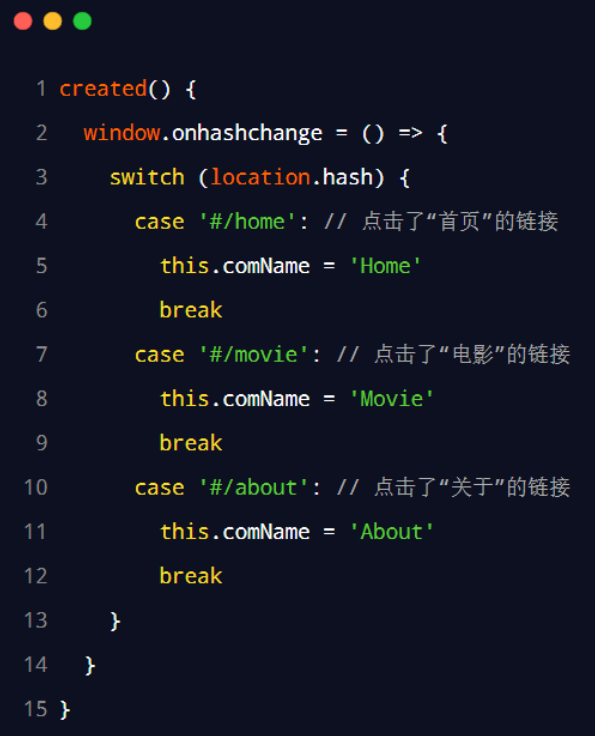 1 created() {
2   window.onhashchange = () => {
3     switch (location.hash) {
4       case '#/home': // 点击了“首页”的链接
5         this.comName = 'Home'
6         break
7       case '#/movie': // 点击了“电影”的链接
8         this.comName = 'Movie'
9         break
10       case '#/about': // 点击了“关于”的链接
11         this.comName = 'About'
12         break
13     }
14   }
15 }